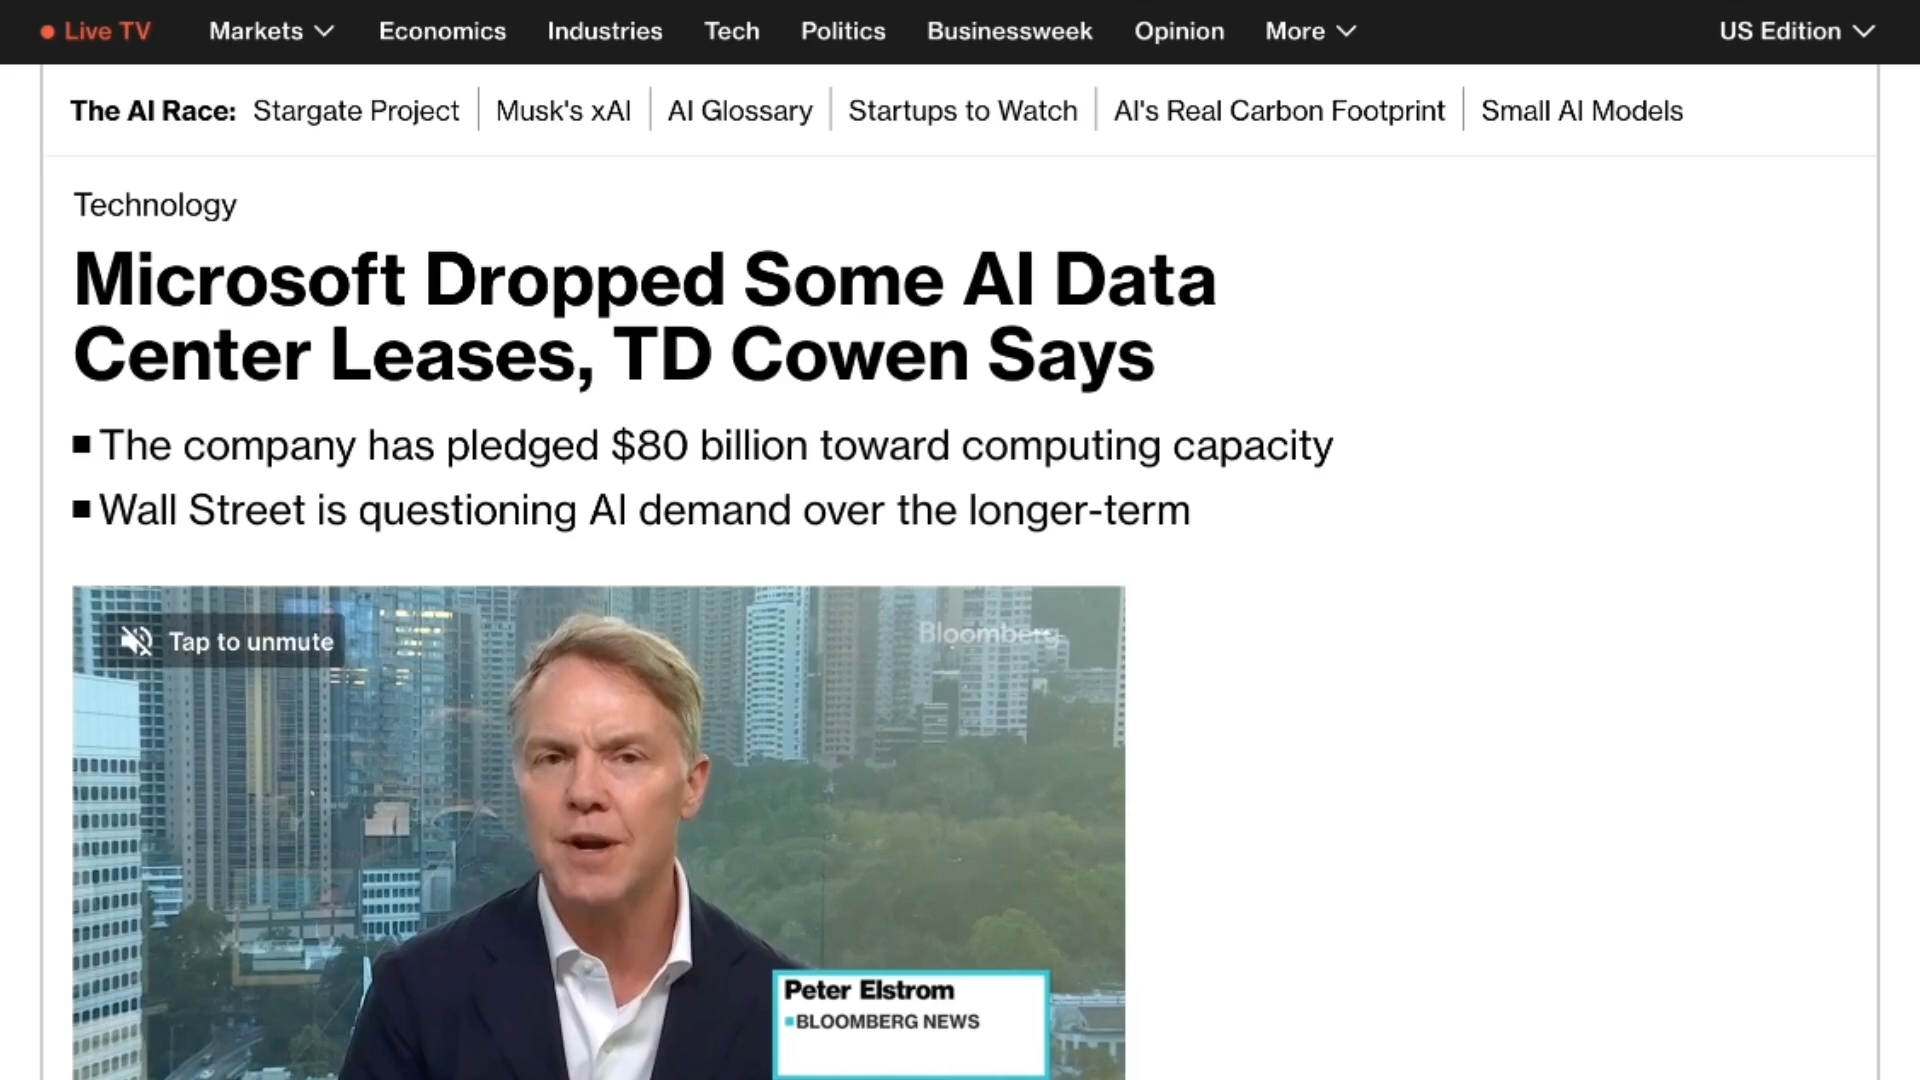 Live TV Markets Economics Industries Tech Politics Businessweek Opinion More US Edition
The AI Race: Stargate Project Musk's xAI AI Glossary Startups to Watch AI's Real Carbon Footprint Small AI Models
Technology
Microsoft Dropped Some AI Data
Center Leases, TD Cowen Says
The company has pledged $80 billion toward computing capacity
Wall Street is questioning AI demand over the longer-term
Tap to unmute
Bloomberg
Peter Elstrom
BLOOMBERG NEWS